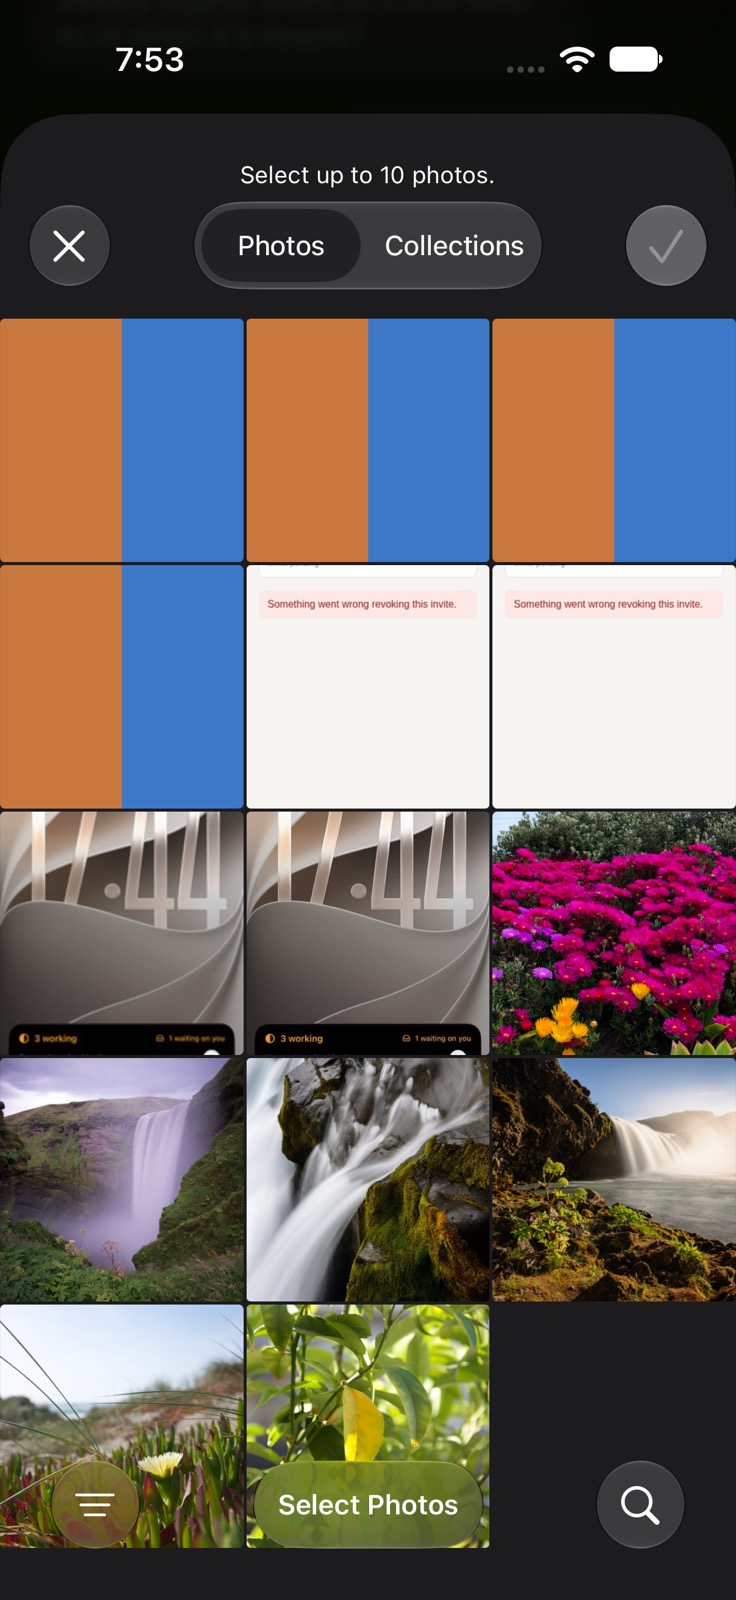 7:53
Select up to 10 photos.
Photos
Collections
Something went wrong revoking this invite.
Something went wrong revoking this invite.
3 working
1 waiting on you
3 working
1 waiting on you
Select Photos